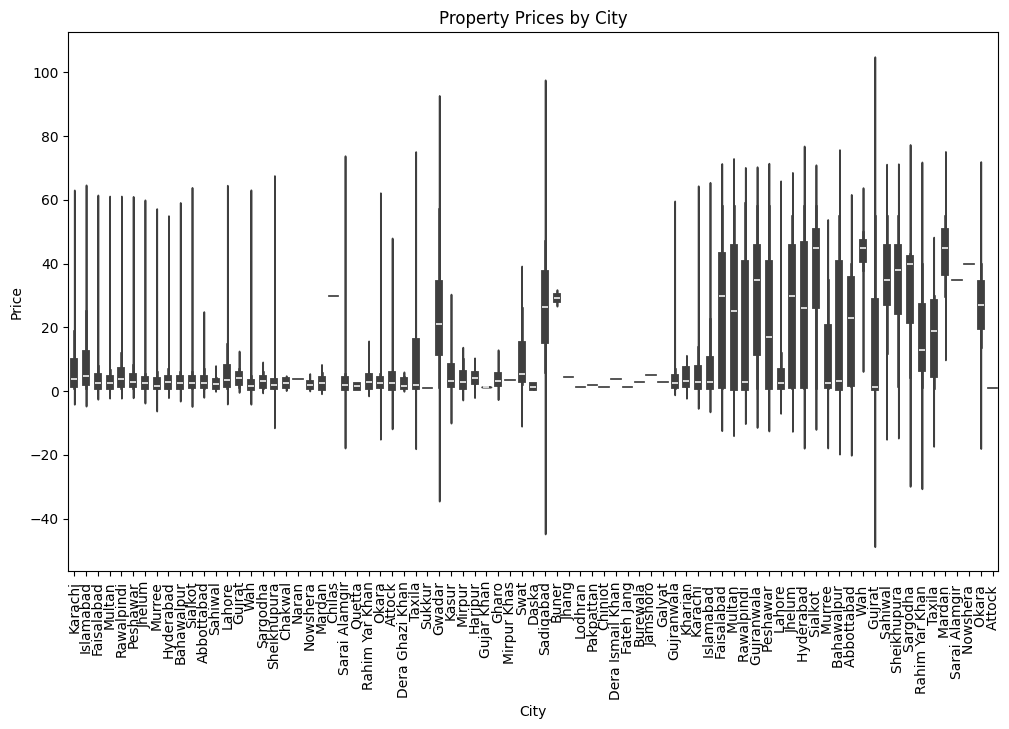 Property Prices by City
Price
100
80
60
40
20
0
−20
−40
Karachi
Islamabad
Faisalabad
Multan
Rawalpindi
Peshawar
Jhelum
Murree
Hyderabad
Bahawalpur
Sialkot
Abbottabad
Sahiwal
Lahore
Gujrat
Wah
Sargodha
Sheikhupura
Chakwal
Naran
Nowshera
Mardan
Chilas
Sarai Alamgir
Quetta
Rahim Yar Khan
Okara
Attock
Dera Ghazi Khan
Taxila
Sukkur
Gwadar
Kasur
Mirpur
Haripur
Gujar Khan
Gharo
Mirpur Khas
Swat
Daska
Sadiqabad
Buner
Jhang
Lodhran
Pakpattan
Chiniot
Dera Ismail Khan
Fateh Jang
Burewala
Jamshoro
Galyat
Gujranwala
Kharian
Karachi
Islamabad
Faisalabad
Multan
Rawalpindi
Gujranwala
Peshawar
Lahore
Jhelum
Hyderabad
Sialkot
Murree
Bahawalpur
Abbottabad
Wah
Gujrat
Sahiwal
Sheikhupura
Sargodha
Rahim Yar Khan
Taxila
Mardan
Sarai Alamgir
Nowshera
Okara
Attock
City